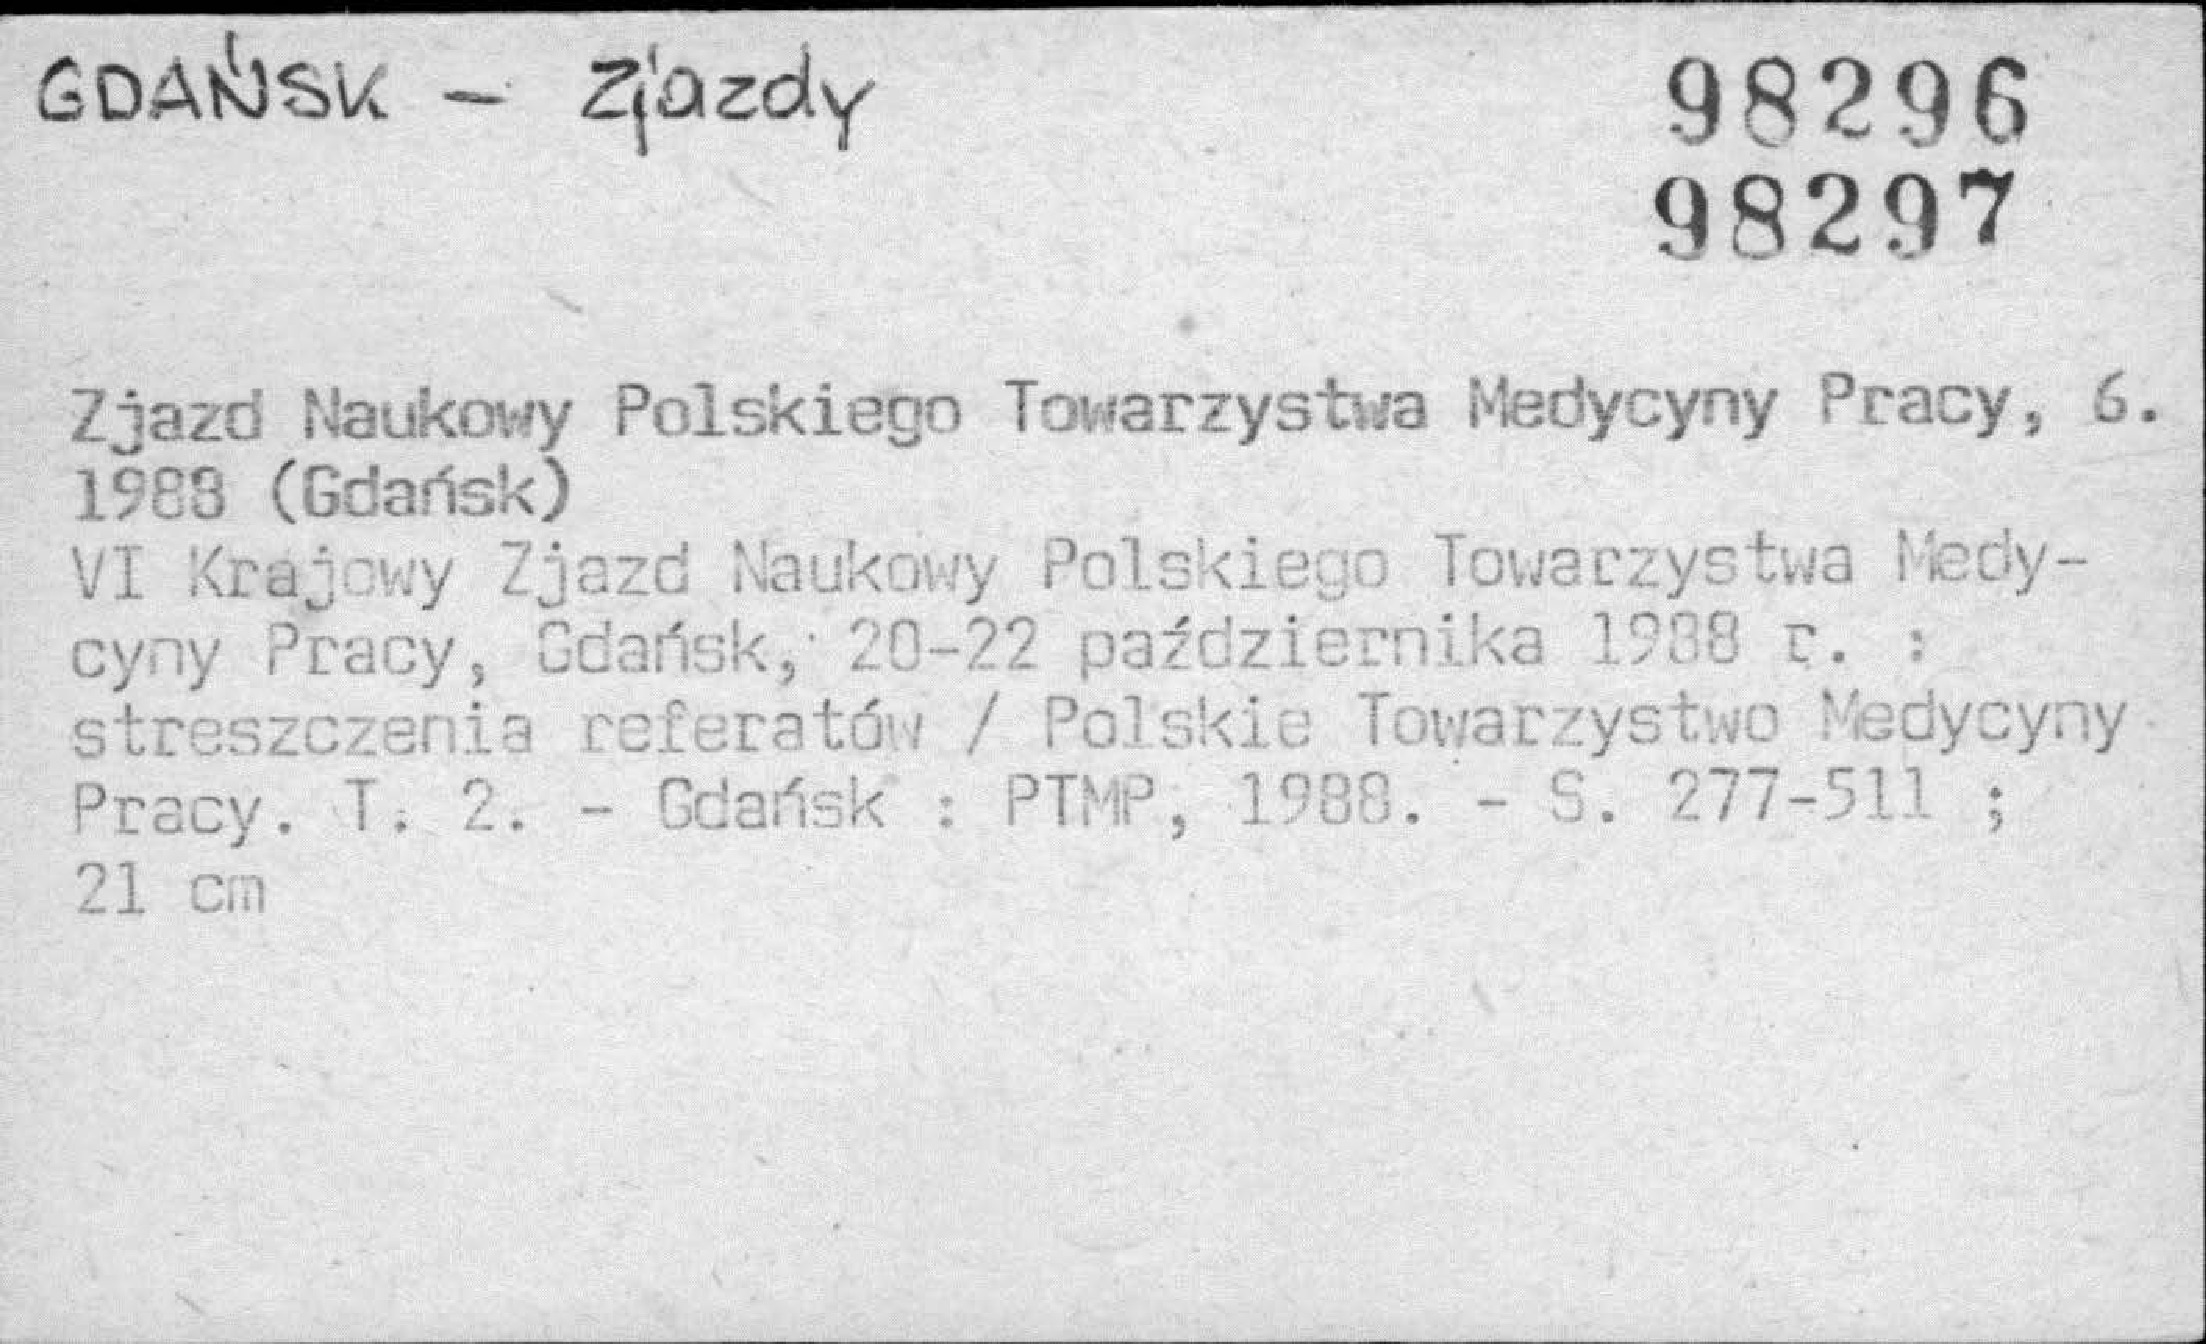 GDAŃSK – Zjazdy
98296
98297
Zjazd Naukowy Polskiego Towarzystwa Medycyny Pracy, 6.
1988 (Gdańsk)
VI Krajowy Zjazd Naukowy Polskiego Towarzystwa Medy-
cyny Pracy, Gdańsk, 20-22 października 1988 r. :
streszczenia referatów / Polskie Towarzystwo Medycyny
Pracy. T. 2. - Gdańsk : PTMP, 1988. - S. 277-511 ;
21 cm